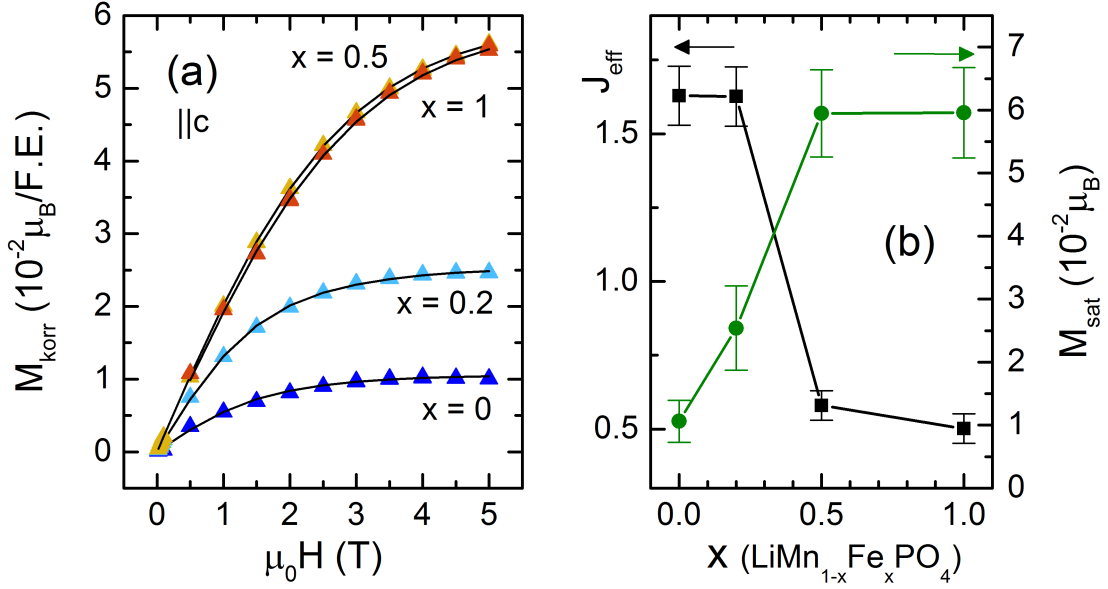 (a)
||c
x = 0.5
x = 1
x = 0.2
x = 0
6
5
4
3
2
1
0
0 1 2 3 4 5
M_korr (10^-2 μ_B/F.E.)
μ_0H (T)
(b)
J_eff
1.5
1.0
0.5
0.0 0.5 1.0
x (LiMn_1-xFe_xPO_4)
7
6
5
4
3
2
1
0
M_sat (10^-2 μ_B)